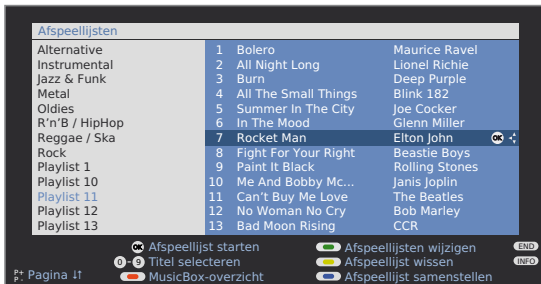 Afspeellijsten
Alternative 1 Bolero Maurice Ravel
Instrumental 2 All Night Long Lionel Richie
Jazz & Funk 3 Burn Deep Purple
Metal 4 All The Small Things Blink 182
Oldies 5 Summer In The City Joe Cocker
R'n'B / HipHop 6 In The Mood Glenn Miller
Reggae / Ska 7 Rocket Man Elton John OK
Rock 8 Fight For Your Right Beastie Boys
Playlist 1 9 Paint It Black Rolling Stones
Playlist 10 10 Me And Bobby Mc... Janis Joplin
Playlist 11 11 Can't Buy Me Love The Beatles
Playlist 12 12 No Woman No Cry Bob Marley
Playlist 13 13 Bad Moon Rising CCR
OK Afspeellijst starten Afspeellijsten wijzigen END
0-9 Titel selecteren Afspeellijst wissen INFO
P+ P- Pagina ↓↑ MusicBox-overzicht Afspeellijst samenstellen